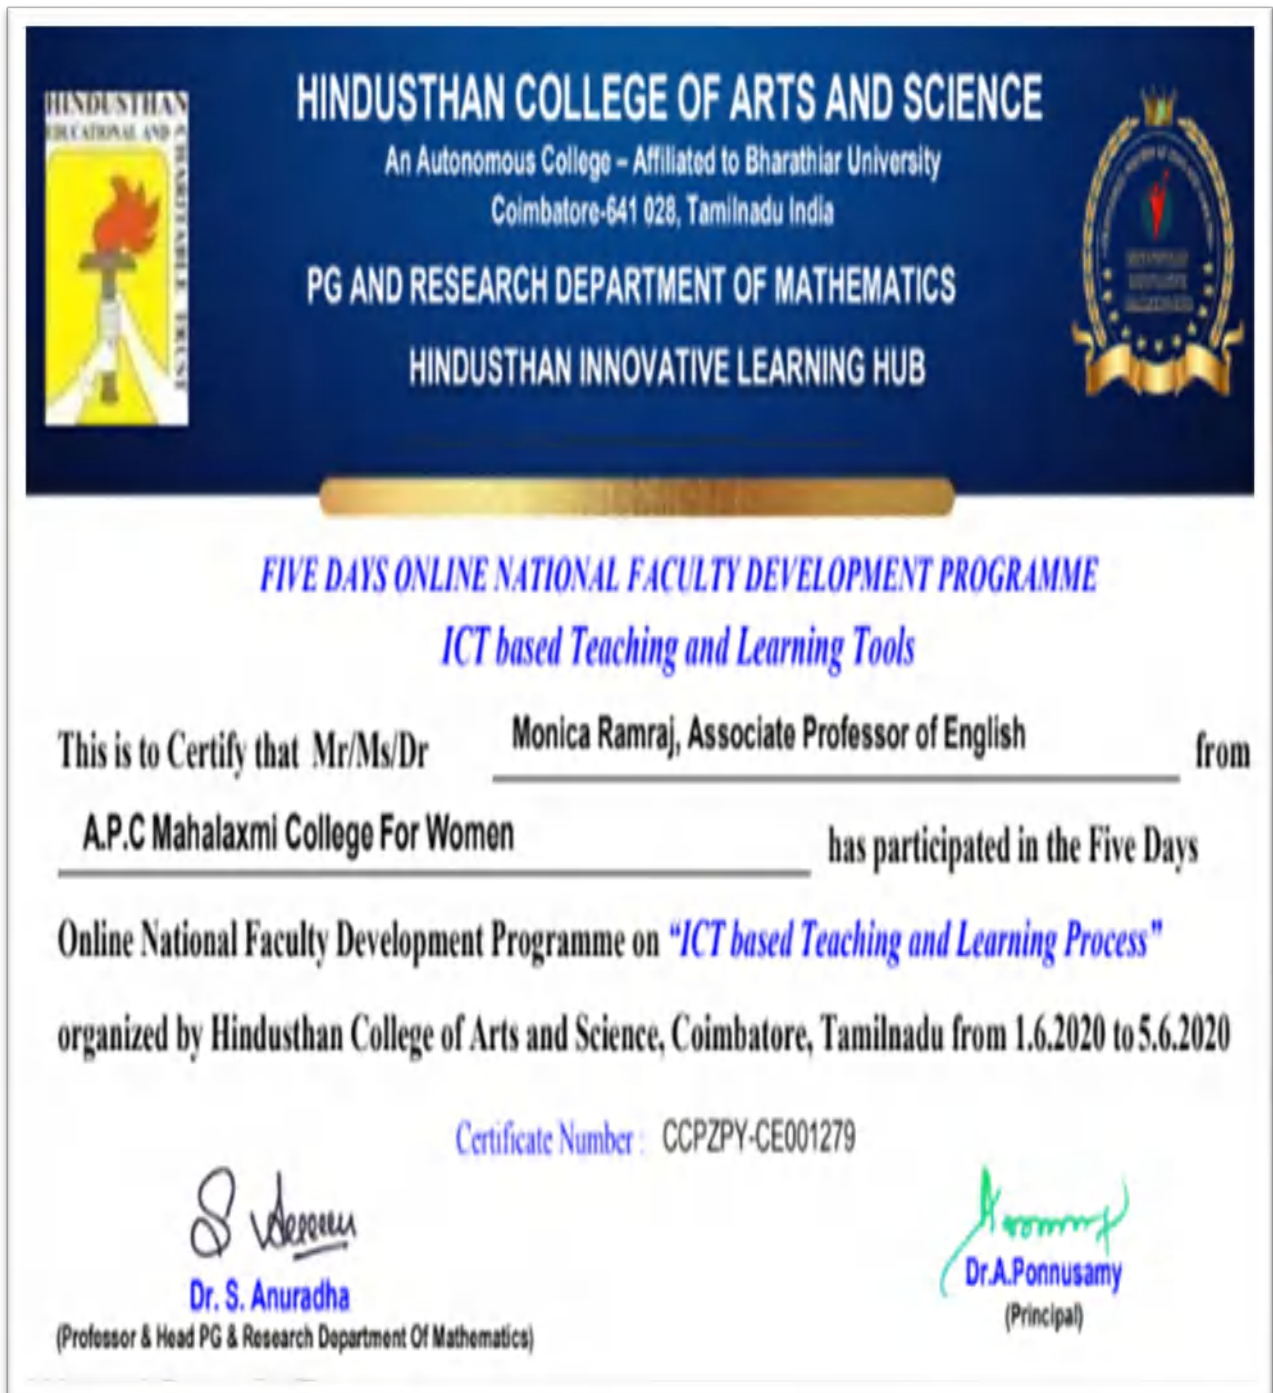 HINDUSTHAN
EDUCATIONAL AND
CHARITABLE TRUST
HINDUSTHAN COLLEGE OF ARTS AND SCIENCE
An Autonomous College – Affiliated to Bharathiar University
Coimbatore-641 028, Tamilnadu India
PG AND RESEARCH DEPARTMENT OF MATHEMATICS
HINDUSTHAN INNOVATIVE LEARNING HUB
FIVE DAYS ONLINE NATIONAL FACULTY DEVELOPMENT PROGRAMME
ICT based Teaching and Learning Tools
This is to Certify that Mr/Ms/Dr Monica Ramraj, Associate Professor of English from
A.P.C Mahalaxmi College For Women has participated in the Five Days
Online National Faculty Development Programme on “ICT based Teaching and Learning Process”
organized by Hindusthan College of Arts and Science, Coimbatore, Tamilnadu from 1.6.2020 to 5.6.2020
Certificate Number : CCPZPY-CE001279
Dr. S. Anuradha
(Professor & Head PG & Research Department Of Mathematics)
Dr.A.Ponnusamy
(Principal)